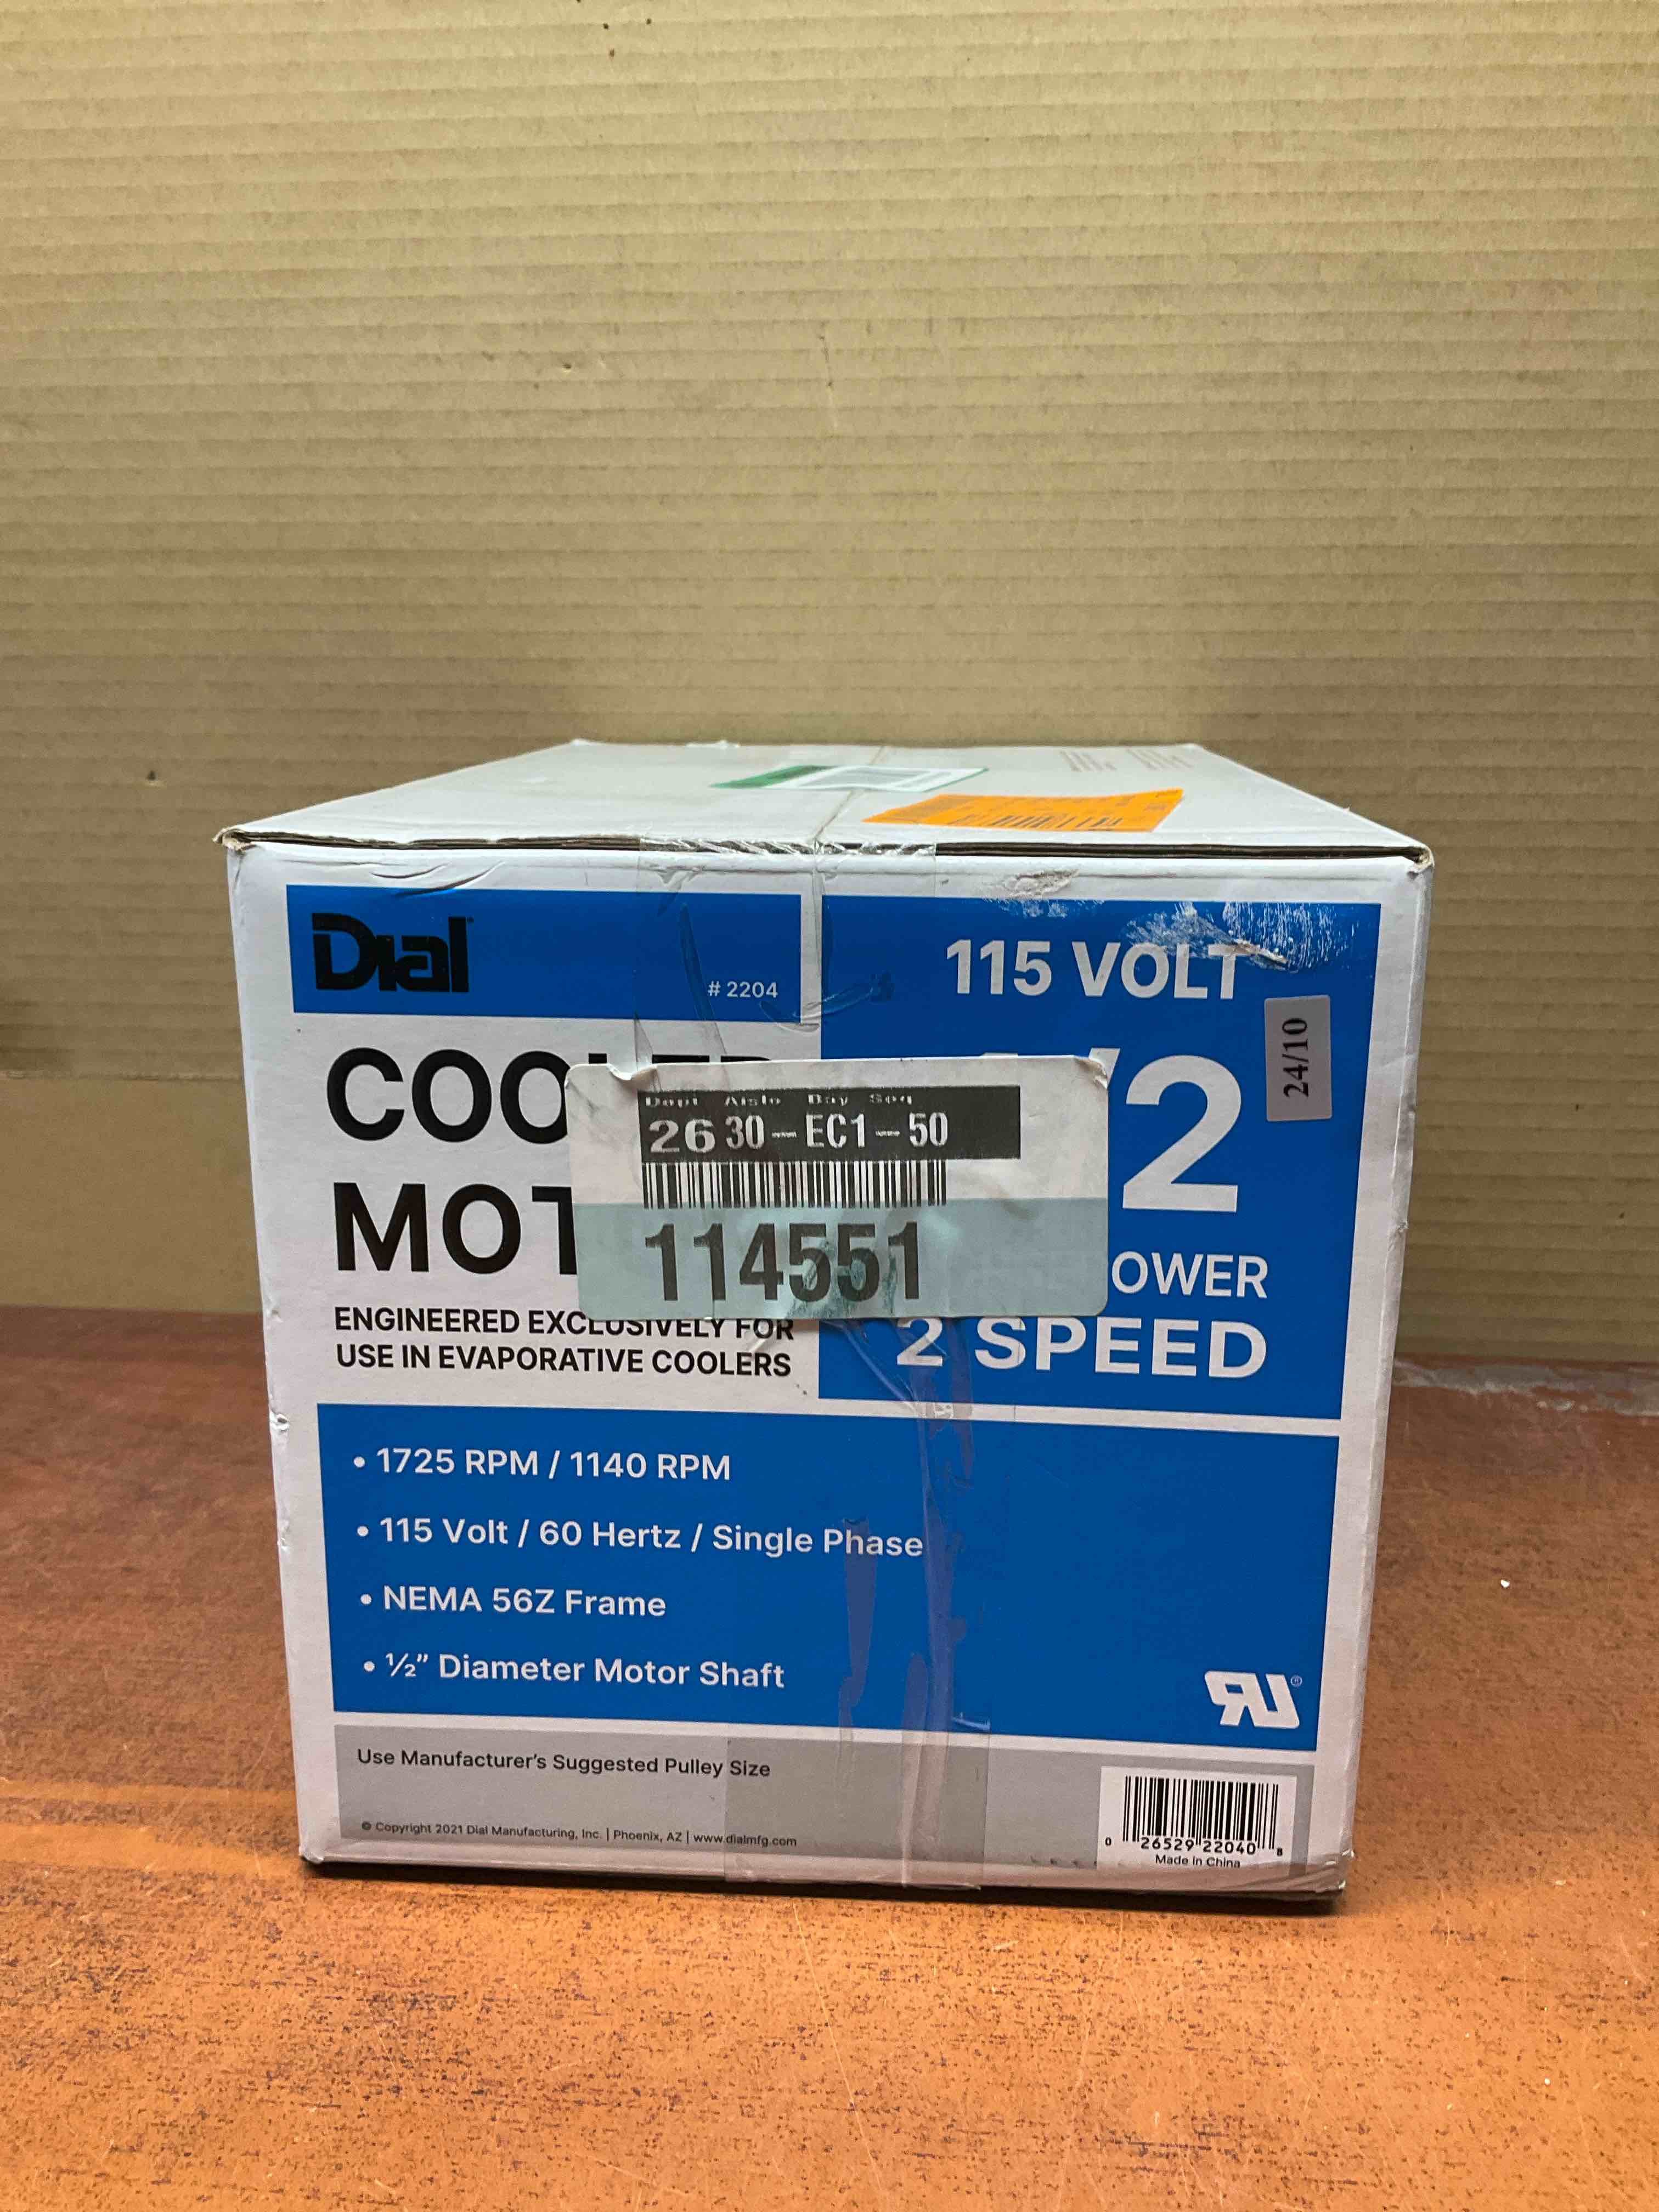 Dial
# 2204
115 VOLT
24/10
COOLER
MOT
/2
OWER
2 SPEED
Dept Aisle Bay Seq
26 30-EC1-50
114551
ENGINEERED EXCLUSIVELY FOR
USE IN EVAPORATIVE COOLERS
• 1725 RPM / 1140 RPM
• 115 Volt / 60 Hertz / Single Phase
• NEMA 56Z Frame
• ½" Diameter Motor Shaft
RU®
Use Manufacturer's Suggested Pulley Size
© Copyright 2021 Dial Manufacturing, Inc. | Phoenix, AZ | www.dialmfg.com
0 26529 22040 8
Made in China